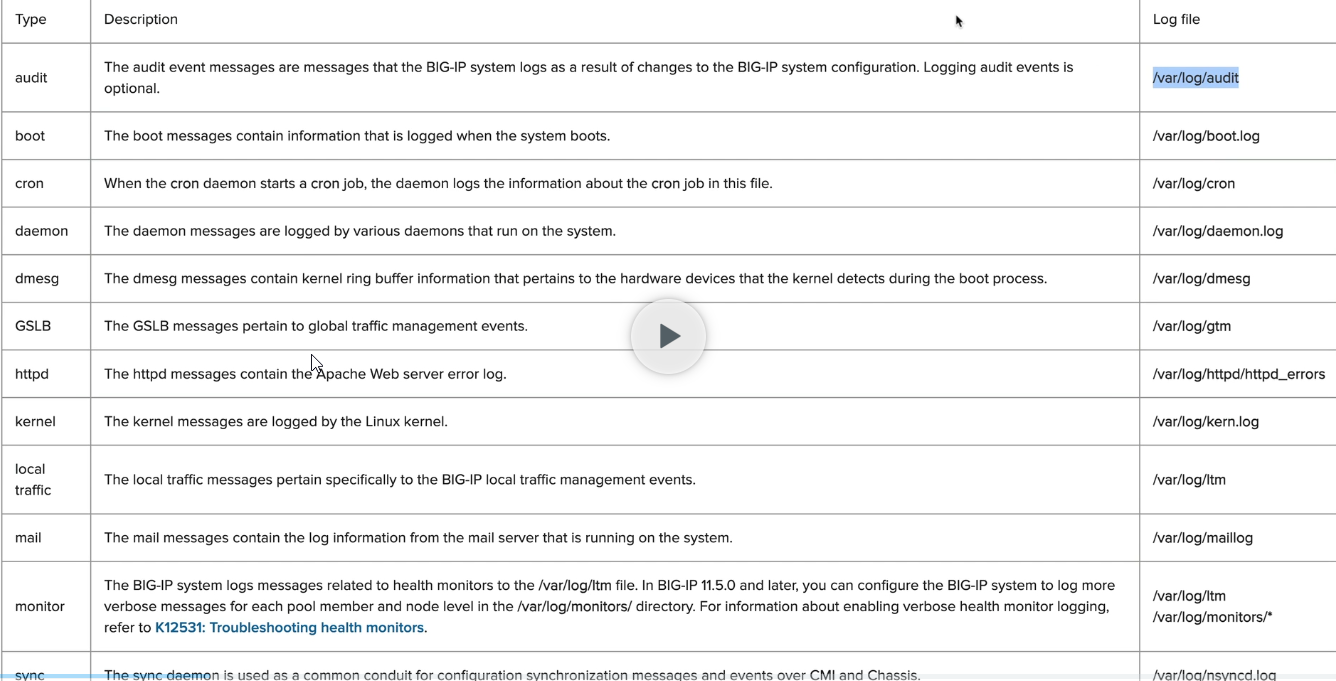 Type Description Log file
The audit event messages are messages that the BIG-IP system logs as a result of changes to the BIG-IP system configuration. Logging audit events is
audit /var/log/audit
optional.
boot The boot messages contain information that is logged when the system boots. /var/log/boot.log
cron When the cron daemon starts a cron job, the daemon logs the information about the cron job in this file. /var/log/cron
daemon The daemon messages are logged by various daemons that run on the system. /var/log/daemon.log
dmesg The dmesg messages contain kernel ring buffer information that pertains to the hardware devices that the kernel detects during the boot process. /var/log/dmesg
GSLB The GSLB messages pertain to global traffic management events. /var/log/gtm
httpd The httpd messages contain the Apache Web server error log. /var/log/httpd/httpd_errors
kernel The kernel messages are logged by the Linux kernel. /var/log/kern.log
local
traffic
The local traffic messages pertain specifically to the BIG-IP local traffic management events. /var/log/ltm
mail The mail messages contain the log information from the mail server that is running on the system. /var/log/maillog
monitor
The BIG-IP system logs messages related to health monitors to the /var/log/ltm file. In BIG-IP 11.5.0 and later, you can configure the BIG-IP system to log more
verbose messages for each pool member and node level in the /var/log/monitors/ directory. For information about enabling verbose health monitor logging,
refer to K12531: Troubleshooting health monitors.
/var/log/ltm
/var/log/monitors/*
sync The sync daemon is used as a common conduit for configuration synchronization messages and events over CMI and Chassis. /var/log/nsyncd.log